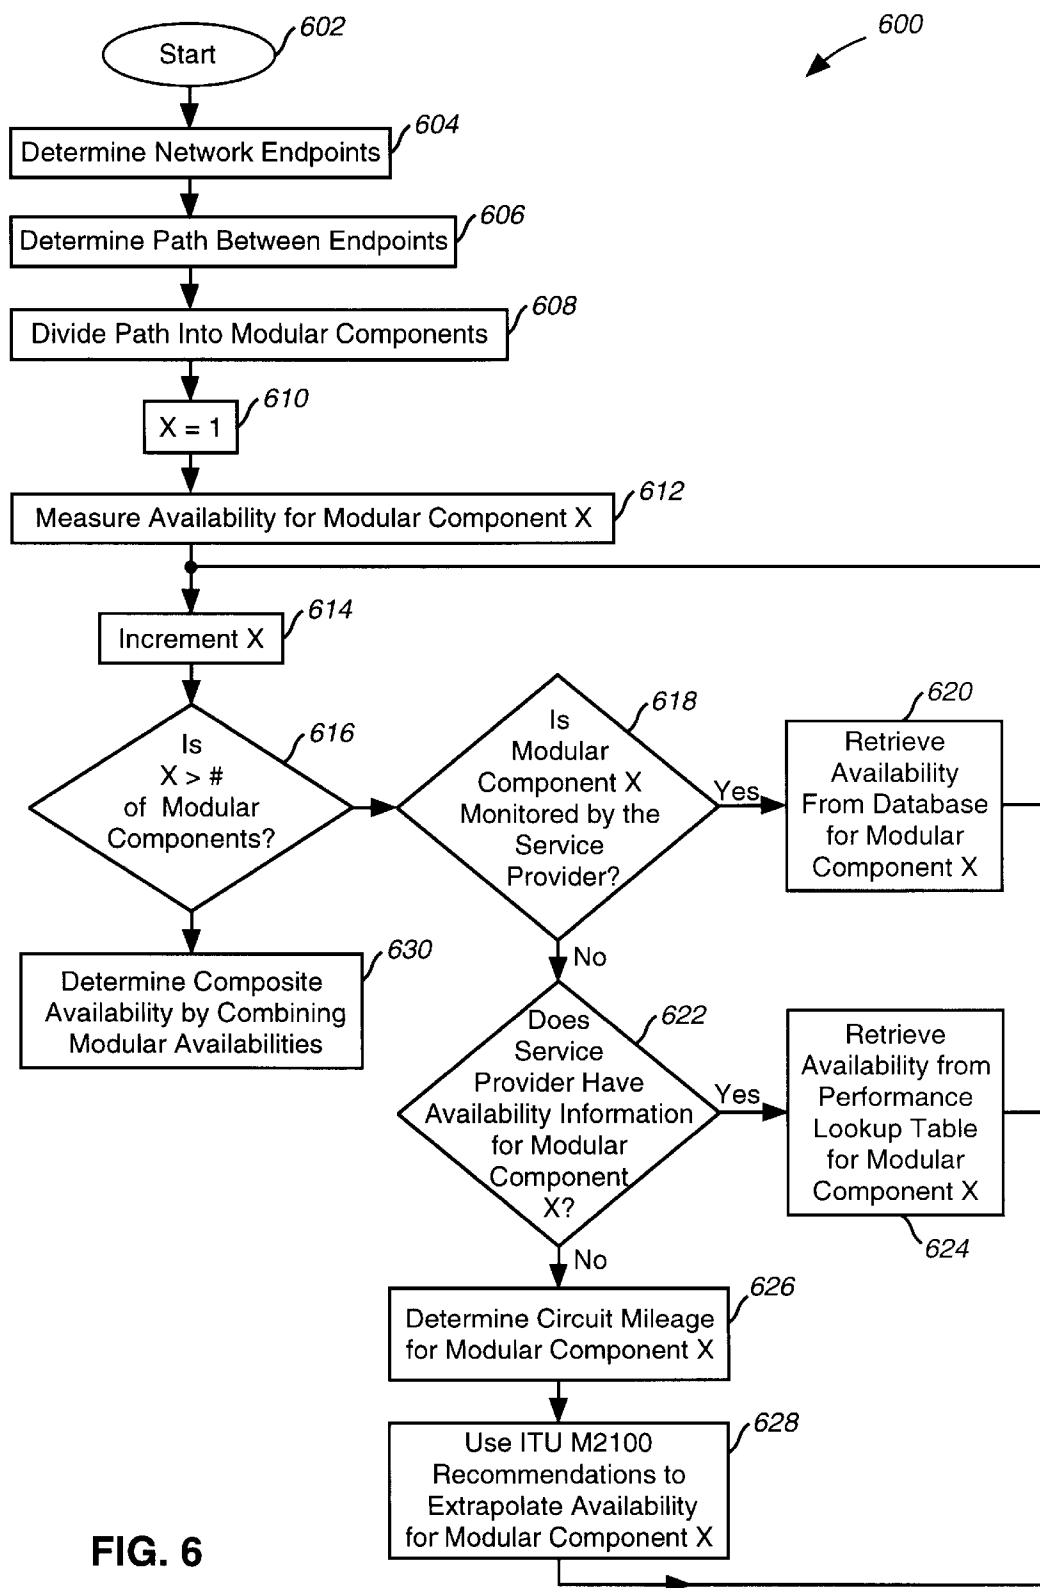 600
Start
602
Determine Network Endpoints
604
Determine Path Between Endpoints
606
Divide Path Into Modular Components
608
X = 1
610
Measure Availability for Modular Component X
612
Increment X
614
Is
X > #
of Modular
Components?
616
Is
Modular
Component X
Monitored by the
Service
Provider?
618
Yes
Retrieve
Availability
From Database
for Modular
Component X
620
No
Determine Composite
Availability by Combining
Modular Availabilities
630
Does
Service
Provider Have
Availability Information
for Modular
Component
X?
622
Yes
Retrieve
Availability from
Performance
Lookup Table
for Modular
Component X
624
No
Determine Circuit Mileage
for Modular Component X
626
Use ITU M2100
Recommendations to
Extrapolate Availability
for Modular Component X
628
FIG. 6